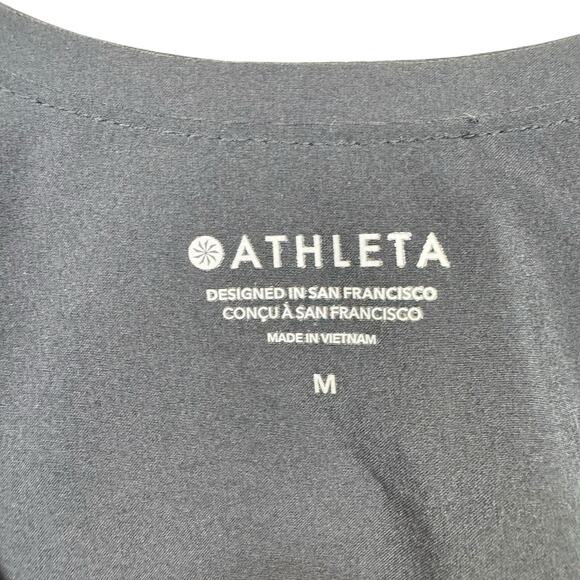 ATHLETA
DESIGNED IN SAN FRANCISCO
CONÇU À SAN FRANCISCO
MADE IN VIETNAM
M